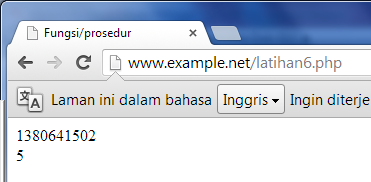 Fungsi/prosedur
www.example.net/latihan6.php
Laman ini dalam bahasa Inggris Ingin diterje
1380641502
5